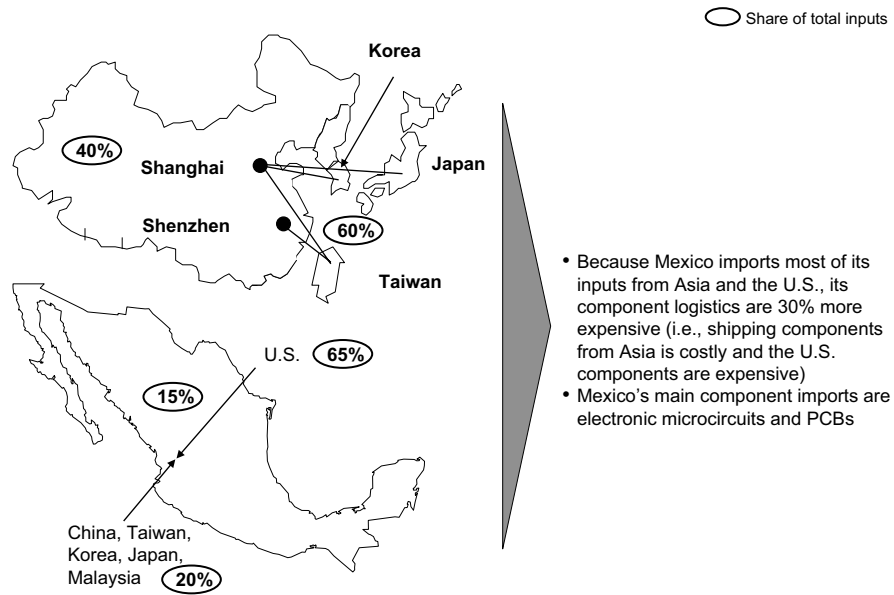 Share of total inputs
Korea
40%
Shanghai
Japan
Shenzhen
60%
Taiwan
U.S. 65%
15%
China, Taiwan,
Korea, Japan,
Malaysia 20%
• Because Mexico imports most of its
inputs from Asia and the U.S., its
component logistics are 30% more
expensive (i.e., shipping components
from Asia is costly and the U.S.
components are expensive)
• Mexico’s main component imports are
electronic microcircuits and PCBs